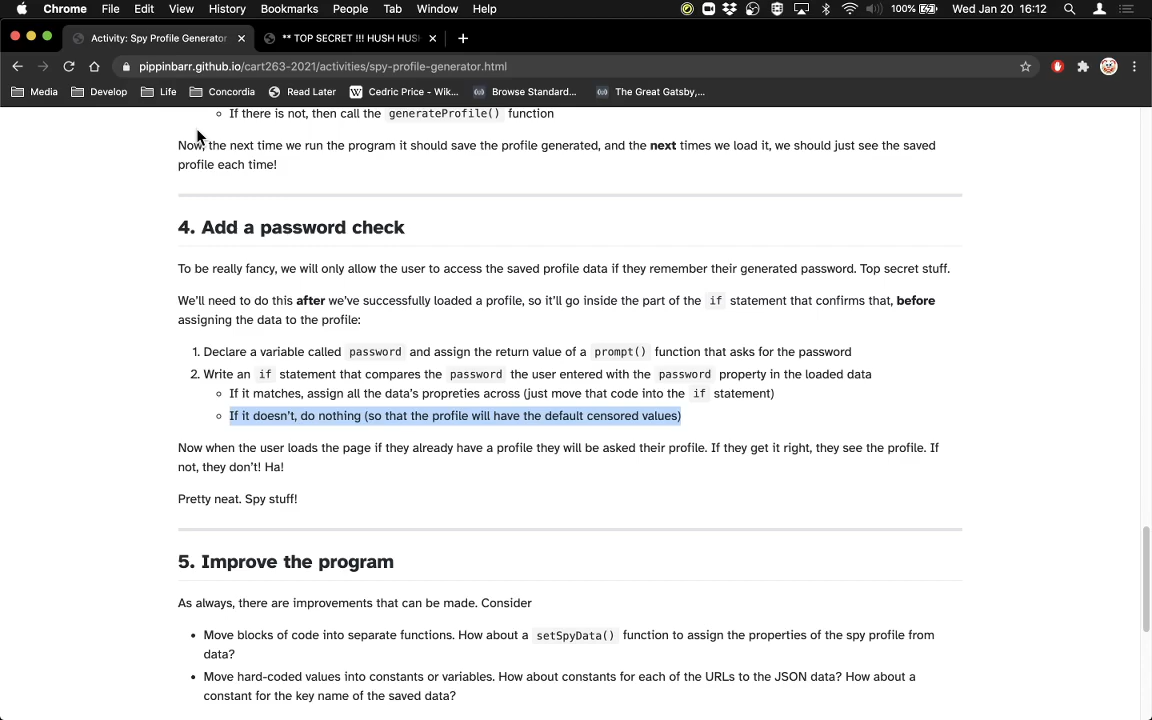 Chrome File Edit View History Bookmarks People Tab Window Help 100% Wed Jan 20 16:12
Activity: Spy Profile Generator ** TOP SECRET !!! HUSH HUSH
pippinbarr.github.io/cart263-2021/activities/spy-profile-generator.html
Media Develop Life Concordia Read Later Cedric Price - Wik... Browse Standard... The Great Gatsby,...
If there is not, then call the generateProfile() function
Now, the next time we run the program it should save the profile generated, and the next times we load it, we should just see the saved
profile each time!
4. Add a password check
To be really fancy, we will only allow the user to access the saved profile data if they remember their generated password. Top secret stuff.
We'll need to do this after we've successfully loaded a profile, so it'll go inside the part of the if statement that confirms that, before
assigning the data to the profile:
1. Declare a variable called password and assign the return value of a prompt() function that asks for the password
2. Write an if statement that compares the password the user entered with the password property in the loaded data
If it matches, assign all the data's propreties across (just move that code into the if statement)
If it doesn't, do nothing (so that the profile will have the default censored values)
Now when the user loads the page if they already have a profile they will be asked their profile. If they get it right, they see the profile. If
not, they don't! Ha!
Pretty neat. Spy stuff!
5. Improve the program
As always, there are improvements that can be made. Consider
Move blocks of code into separate functions. How about a setSpyData() function to assign the properties of the spy profile from
data?
Move hard-coded values into constants or variables. How about constants for each of the URLs to the JSON data? How about a
constant for the key name of the saved data?